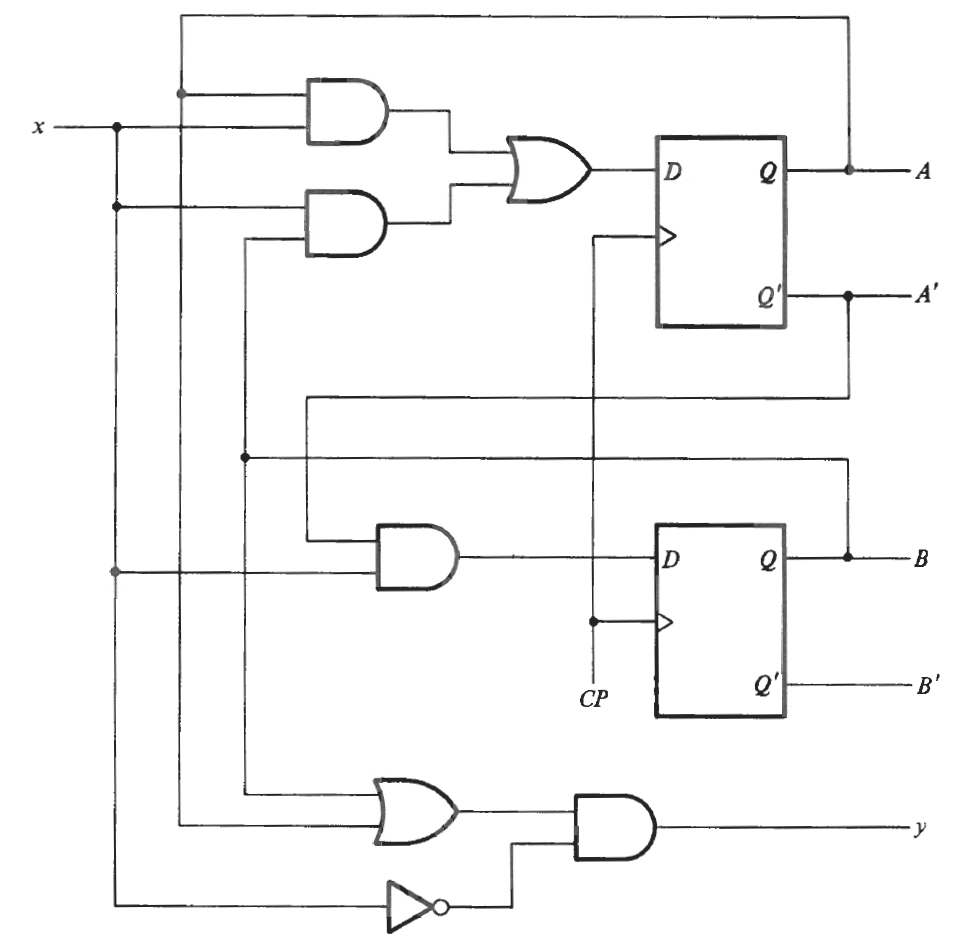 x
D Q A
Q' A'
D Q B
CP Q' B'
y